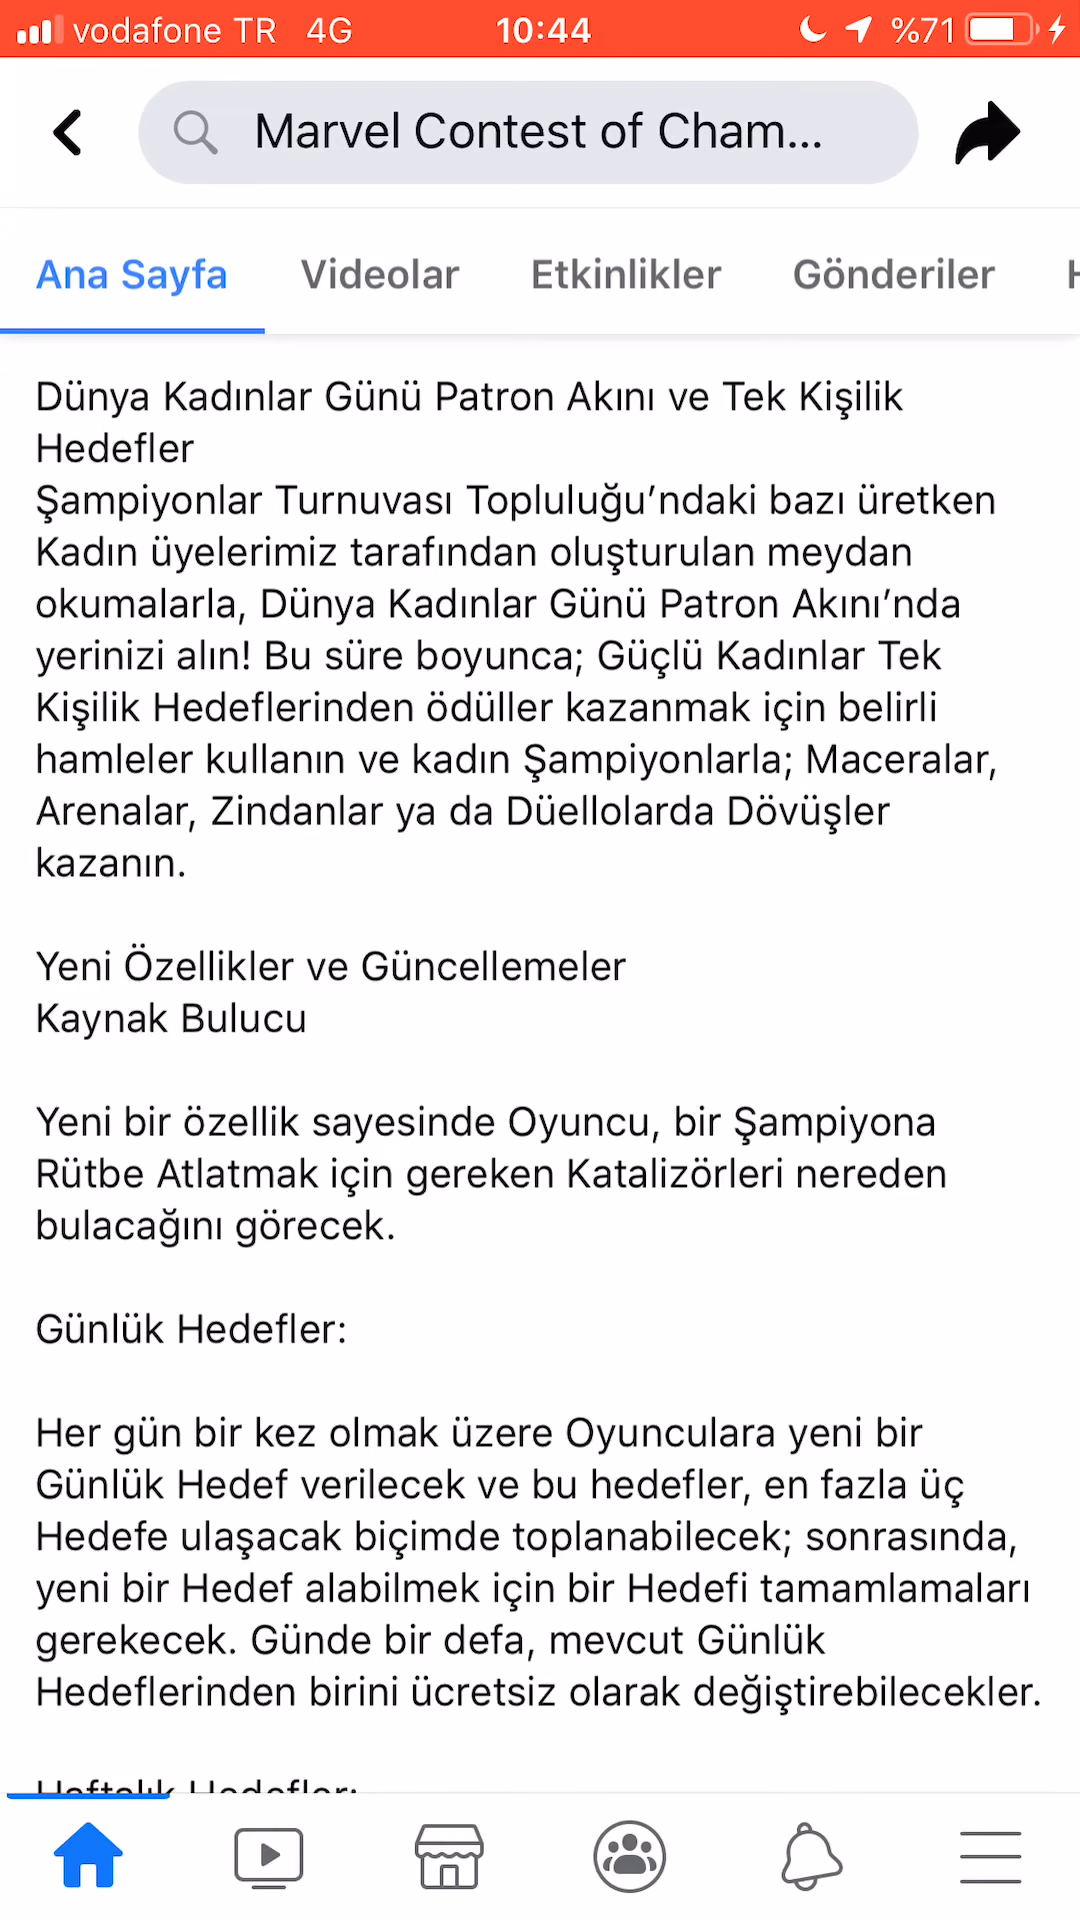 vodafone TR 4G 10:44 %71
Marvel Contest of Cham...
Ana Sayfa Videolar Etkinlikler Gönderiler
Dünya Kadınlar Günü Patron Akını ve Tek Kişilik
Hedefler
Şampiyonlar Turnuvası Topluluğu’ndaki bazı üretken
Kadın üyelerimiz tarafından oluşturulan meydan
okumalarla, Dünya Kadınlar Günü Patron Akını’nda
yerinizi alın! Bu süre boyunca; Güçlü Kadınlar Tek
Kişilik Hedeflerinden ödüller kazanmak için belirli
hamleler kullanın ve kadın Şampiyonlarla; Maceralar,
Arenalar, Zindanlar ya da Düellolarda Dövüşler
kazanın.
Yeni Özellikler ve Güncellemeler
Kaynak Bulucu
Yeni bir özellik sayesinde Oyuncu, bir Şampiyona
Rütbe Atlatmak için gereken Katalizörleri nereden
bulacağını görecek.
Günlük Hedefler:
Her gün bir kez olmak üzere Oyunculara yeni bir
Günlük Hedef verilecek ve bu hedefler, en fazla üç
Hedefe ulaşacak biçimde toplanabilecek; sonrasında,
yeni bir Hedef alabilmek için bir Hedefi tamamlamaları
gerekecek. Günde bir defa, mevcut Günlük
Hedeflerinden birini ücretsiz olarak değiştirebilecekler.
Haftalık Hedefler: